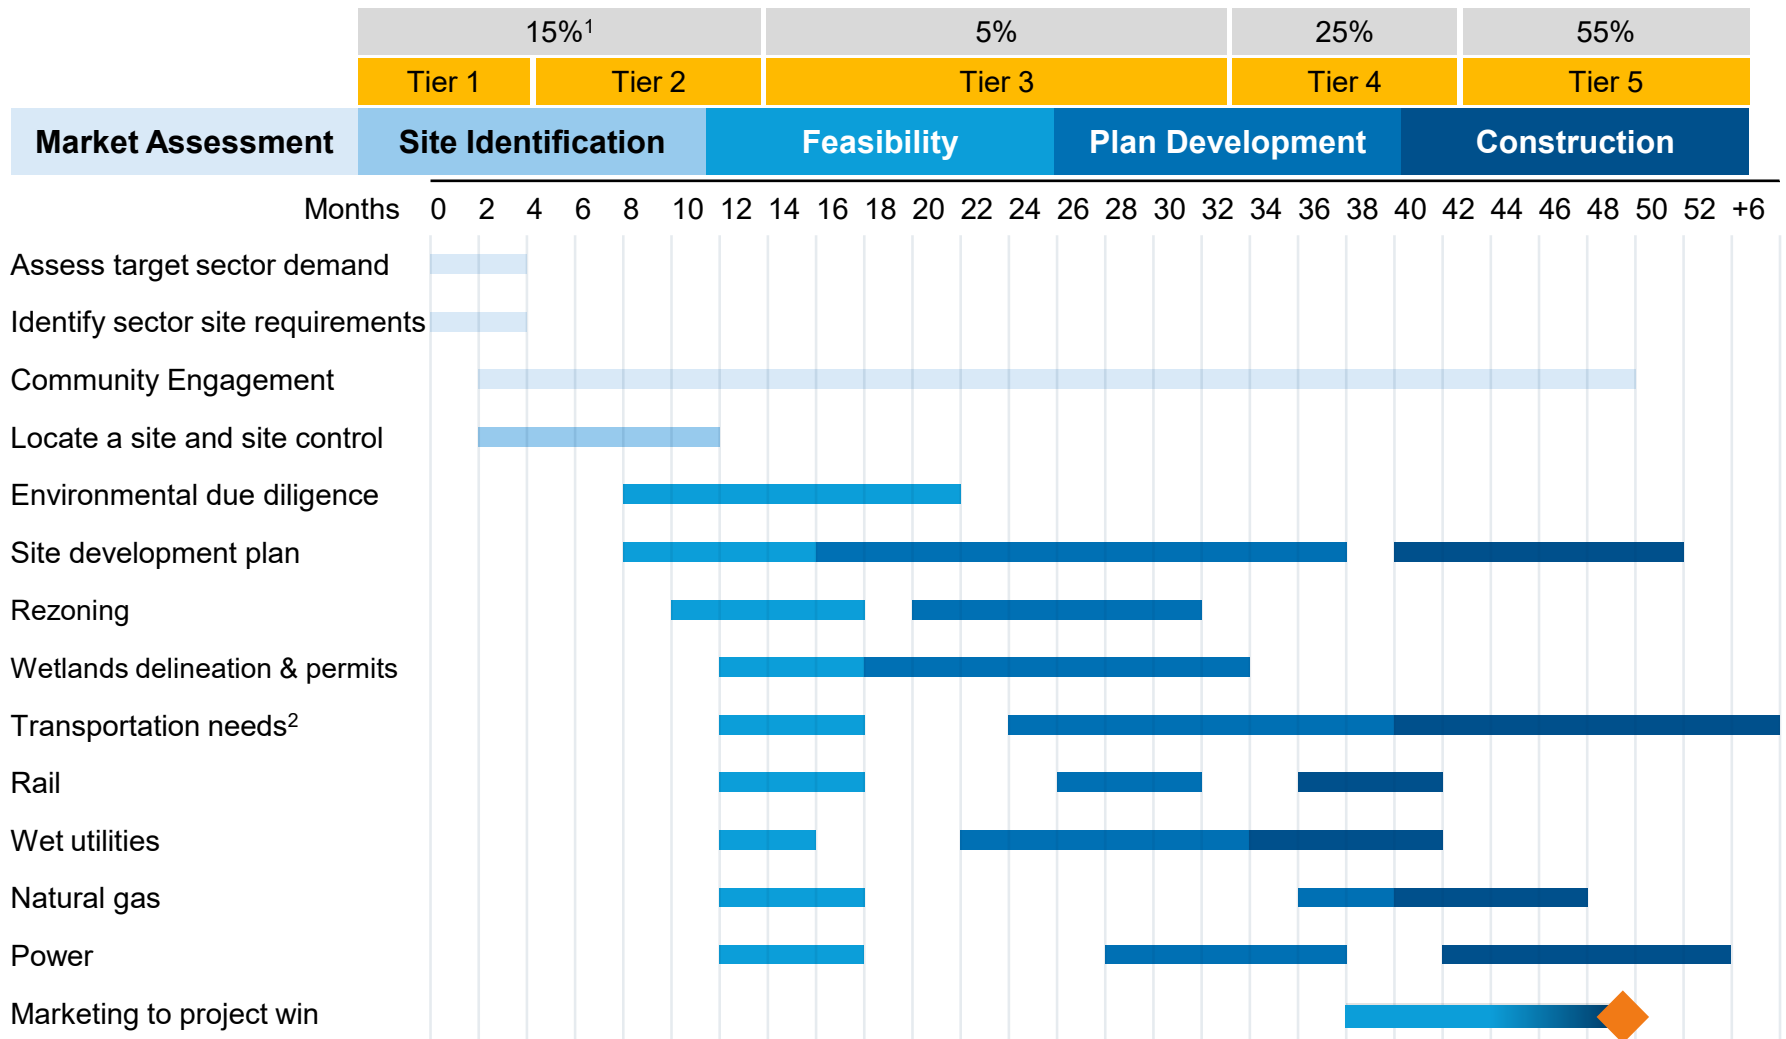 15%1 5% 25% 55%
Tier 1 Tier 2 Tier 3 Tier 4 Tier 5
Market Assessment Site Identification Feasibility Plan Development Construction
Months 0 2 4 6 8 10 12 14 16 18 20 22 24 26 28 30 32 34 36 38 40 42 44 46 48 50 52 +6
Assess target sector demand
Identify sector site requirements
Community Engagement
Locate a site and site control
Environmental due diligence
Site development plan
Rezoning
Wetlands delineation & permits
Transportation needs2
Rail
Wet utilities
Natural gas
Power
Marketing to project win